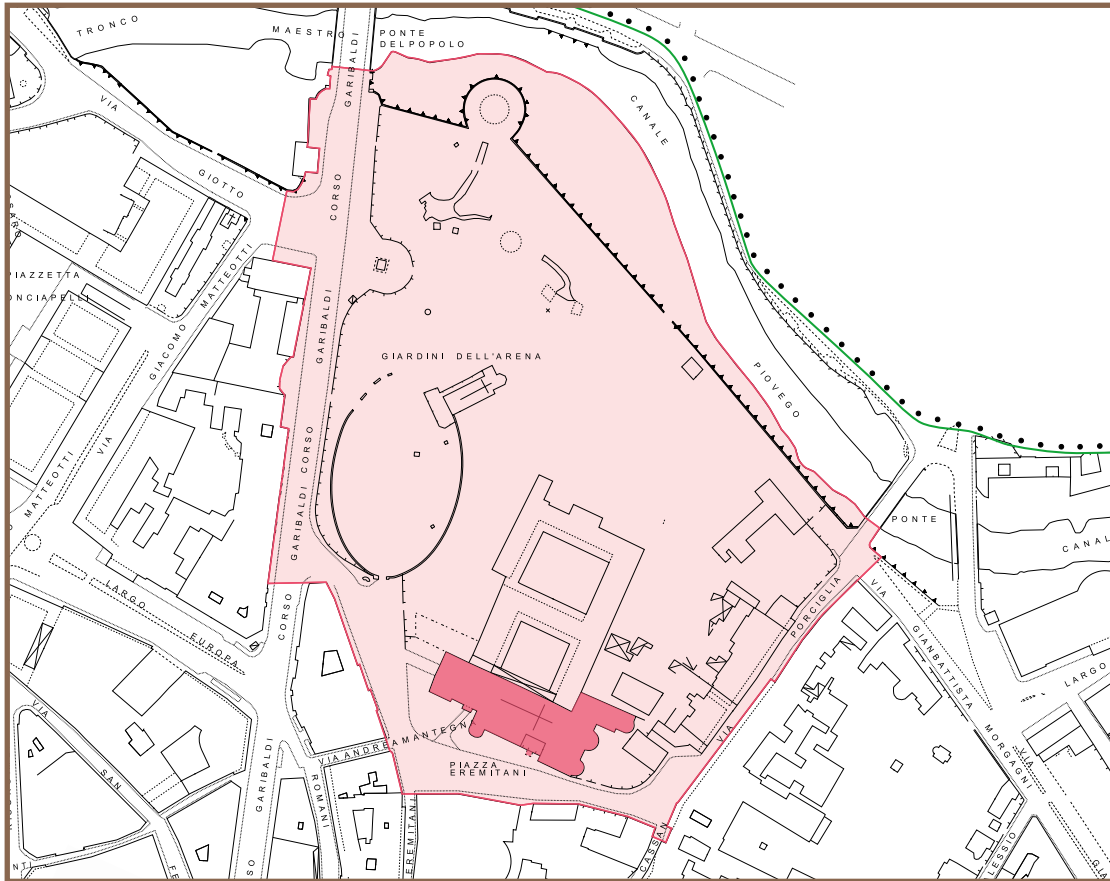 TRONCO
MAESTRO
PONTE
DELPOPOLO
GARIBALDI
VIA
GIOTTO
CANALE
CORSO
PIAZZETTA
VIA
GIACOMO MATTEOTTI
GARIBALDI
GIARDINI DELL'ARENA
PIOVEGO
MATTEOTTI
GARIBALDI CORSO
PONTE
CANAL
LARGO
EUROPA
CORSO
PORCIGLIA
VIA
VIA
GIANBATTISTA
MORGAGNI
LARGO
VIA
SAN
GARIBALDI
VIA ANDREA MANTEGN
PIAZZA
EREMITANI
ROMANI
EREMITANI
CASSAN
VIA
LESSIO